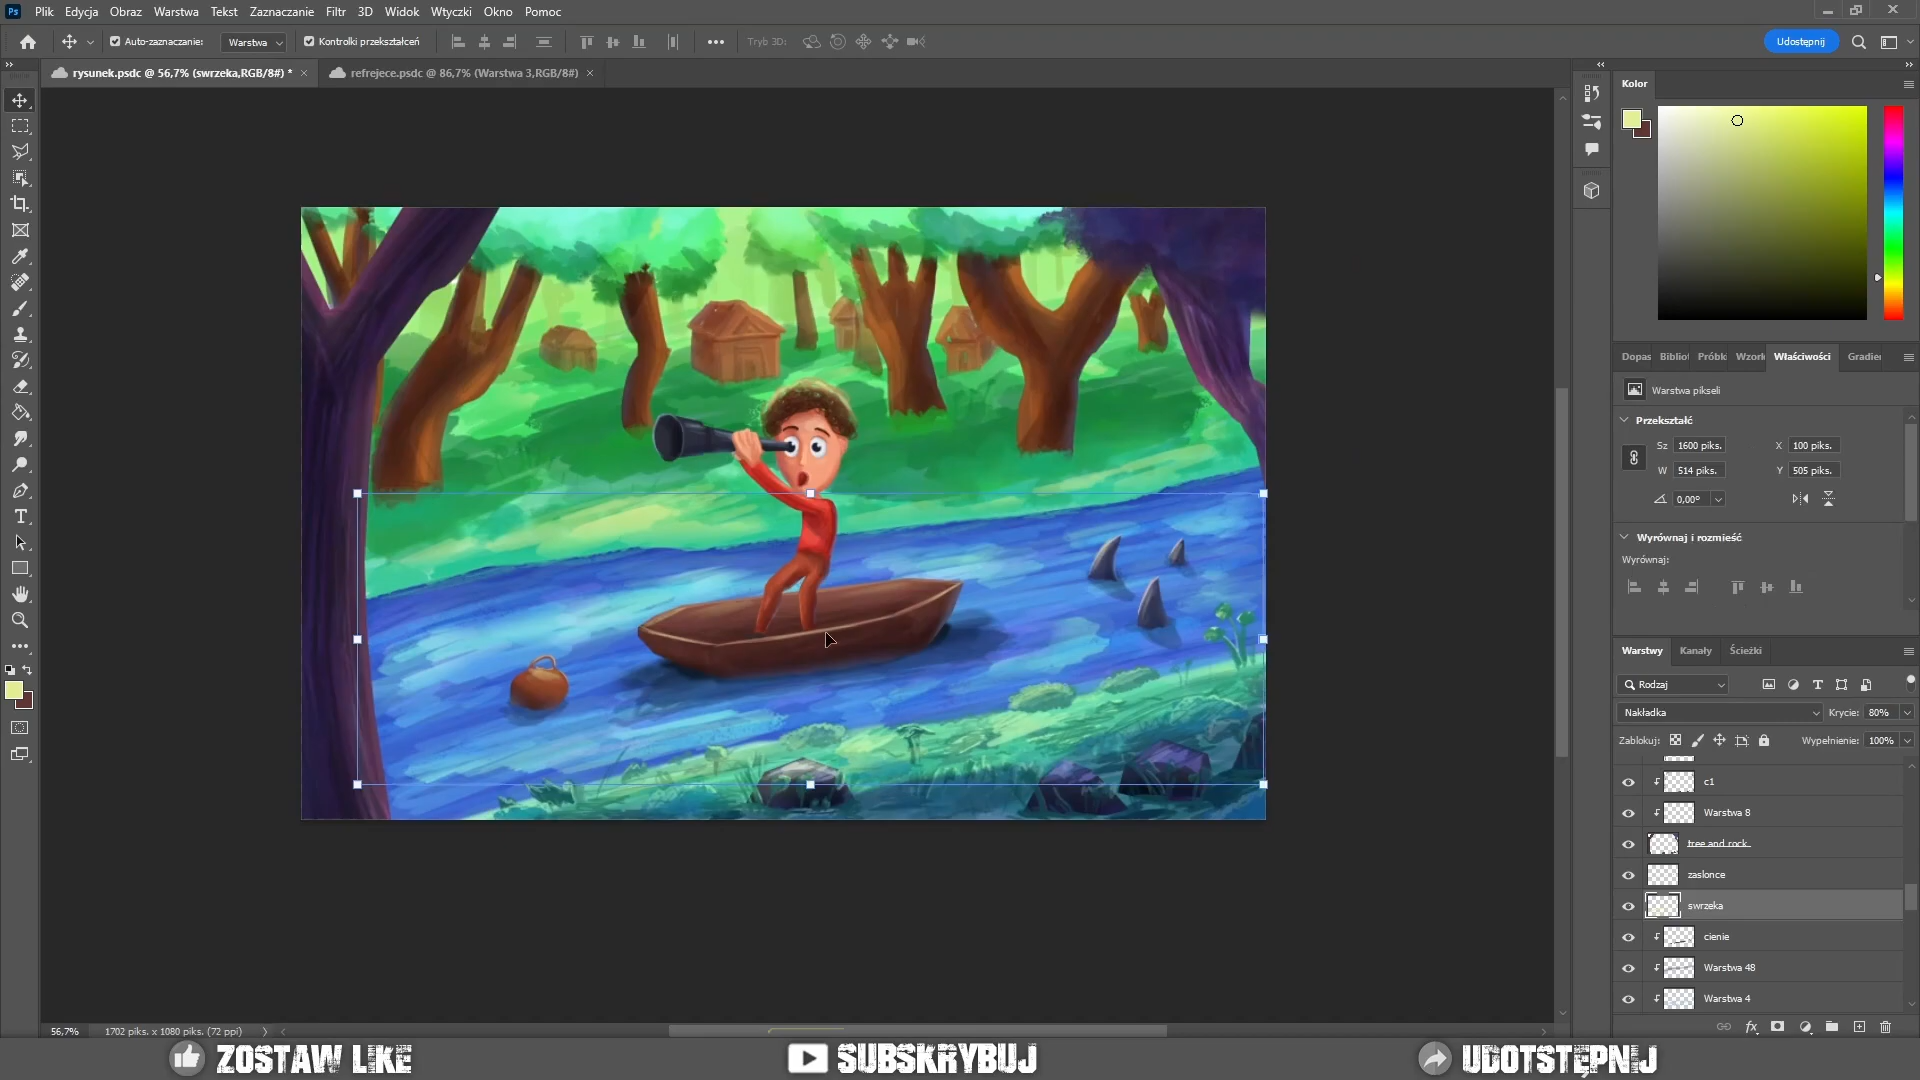 Ps Plik Edycja Obraz Warstwa Tekst Zaznaczanie Filtr 3D Widok Wtyczki Okno Pomoc
Auto-zaznaczanie: Warstwa Kontrolki przekształceń Tryb 3D: Udostępnij
rysunek.psdc @ 56,7% (swrzeka,RGB/8#) * refrejece.psdc @ 86,7% (Warstwa 3,RGB/8#)
Kolor
Dopas Bibliot Próbki Wzork Właściwości Gradie
Warstwa pikseli
Przekształć
Sz 1600 piks. X 100 piks.
W 514 piks. Y 505 piks.
0,00°
Wyrównaj i rozmieść
Wyrównaj:
Warstwy Kanały Ścieżki
Rodzaj
Nakładka Krycie: 80%
Zablokuj: Wypełnienie: 100%
c1
Warstwa 8
tree and rock
zaslonce
swrzeka
cienie
Warstwa 48
Warstwa 4
56,7% 1702 piks. x 1080 piks. (72 ppi)
ZOSTAW LIKE SUBSKRYBUJ UDOTSTĘPNIJ